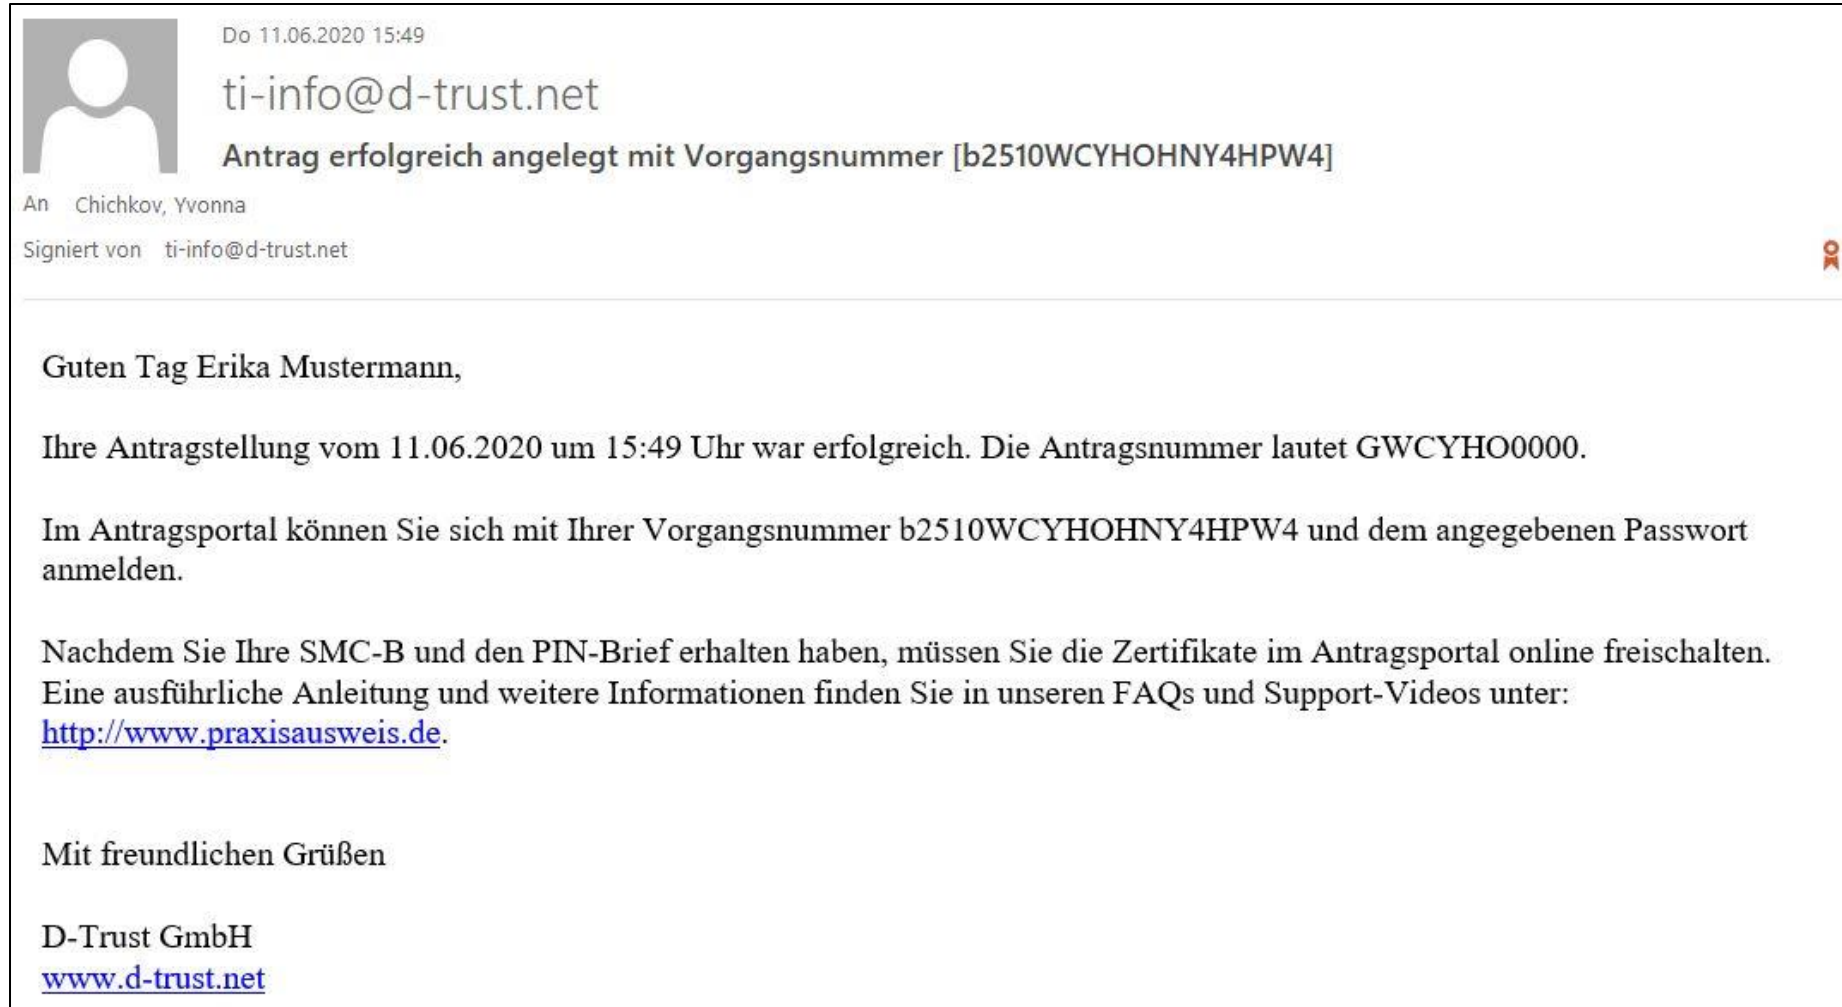 Do 11.06.2020 15:49
ti-info@d-trust.net
Antrag erfolgreich angelegt mit Vorgangsnummer [b2510WCYHOHNY4HPW4]
An Chichkov, Yvonna
Signiert von ti-info@d-trust.net
Guten Tag Erika Mustermann,
Ihre Antragstellung vom 11.06.2020 um 15:49 Uhr war erfolgreich. Die Antragsnummer lautet GWCYHO0000.
Im Antragsportal können Sie sich mit Ihrer Vorgangsnummer b2510WCYHOHNY4HPW4 und dem angegebenen Passwort
anmelden.
Nachdem Sie Ihre SMC-B und den PIN-Brief erhalten haben, müssen Sie die Zertifikate im Antragsportal online freischalten.
Eine ausführliche Anleitung und weitere Informationen finden Sie in unseren FAQs und Support-Videos unter:
http://www.praxisausweis.de.
Mit freundlichen Grüßen
D-Trust GmbH
www.d-trust.net